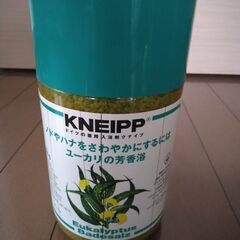 KNEIPP®
ドイツの薬用入浴剤クナイプ
ノドやハナをさわやかにするには
ユーカリの芳香浴
Eukalyptus
Badesalz